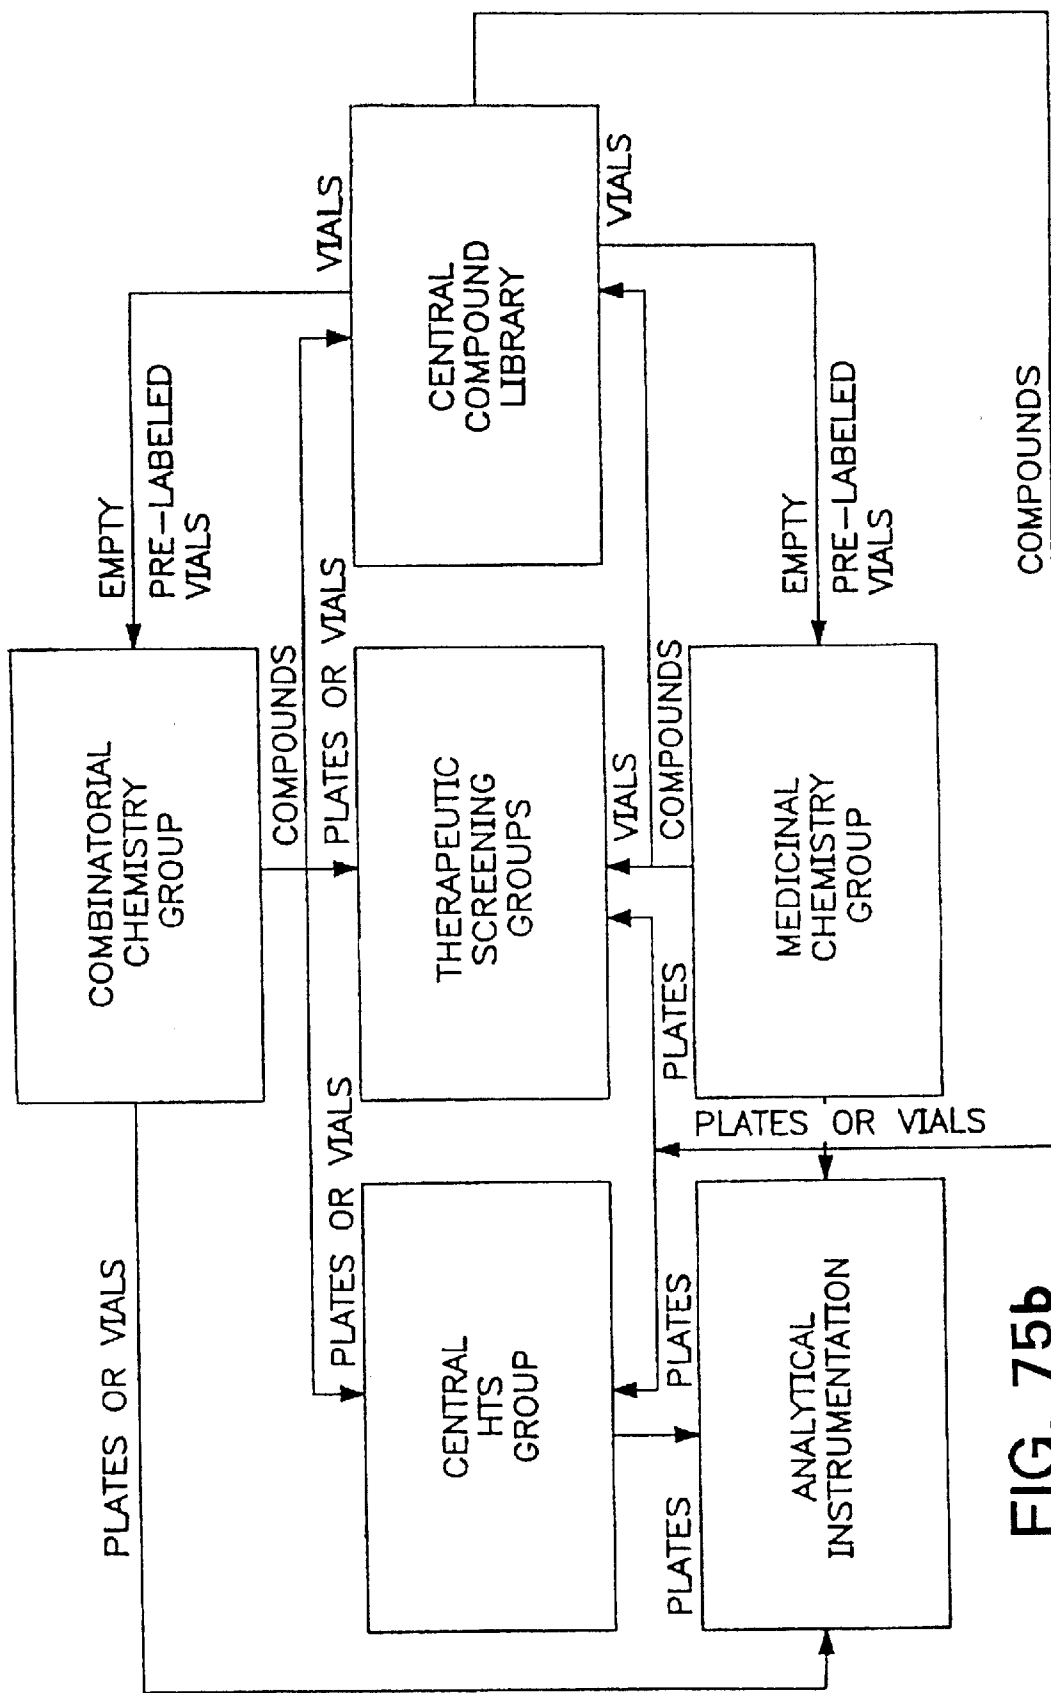 PLATES OR VIALS
COMBINATORIAL
CHEMISTRY
GROUP
EMPTY
PRE-LABELED
VIALS
VIALS
COMPOUNDS
PLATES OR VIALS
PLATES OR VIALS
CENTRAL
HTS
GROUP
THERAPEUTIC
SCREENING
GROUPS
CENTRAL
COMPOUND
LIBRARY
VIALS
VIALS
PLATES
PLATES
PLATES
COMPOUNDS
PLATES OR VIALS
ANALYTICAL
INSTRUMENTATION
MEDICINAL
CHEMISTRY
GROUP
EMPTY
PRE-LABELED
VIALS
COMPOUNDS
FIG. 75b